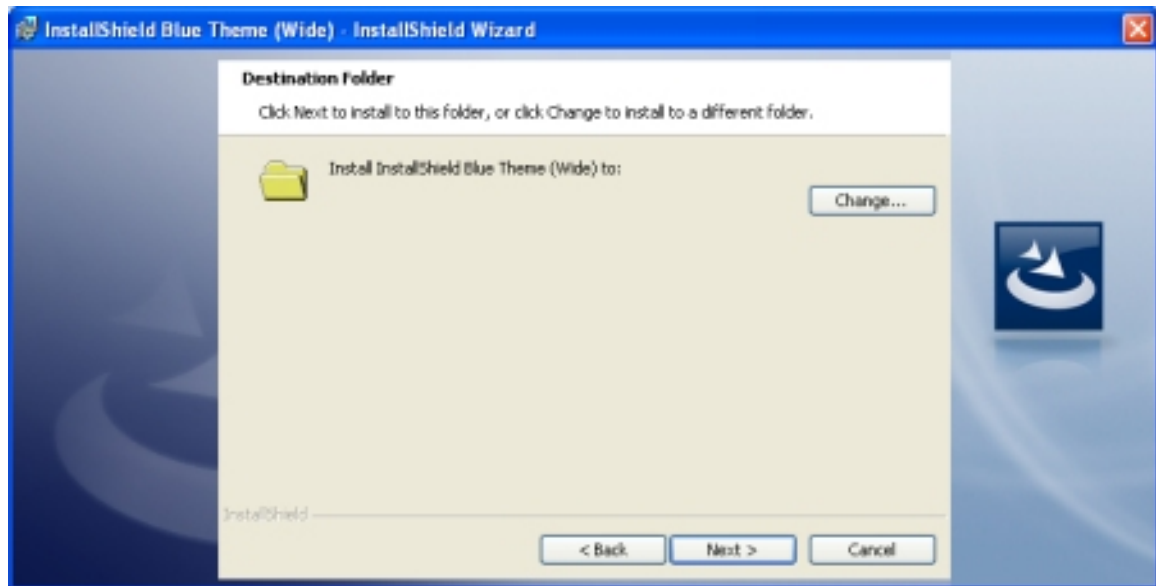 InstallShield Blue Theme (Wide) - InstallShield Wizard
Destination Folder
Click Next to install to this folder, or click Change to install to a different folder.
Install InstallShield Blue Theme (Wide) to:
Change...
InstallShield
< Back
Next >
Cancel